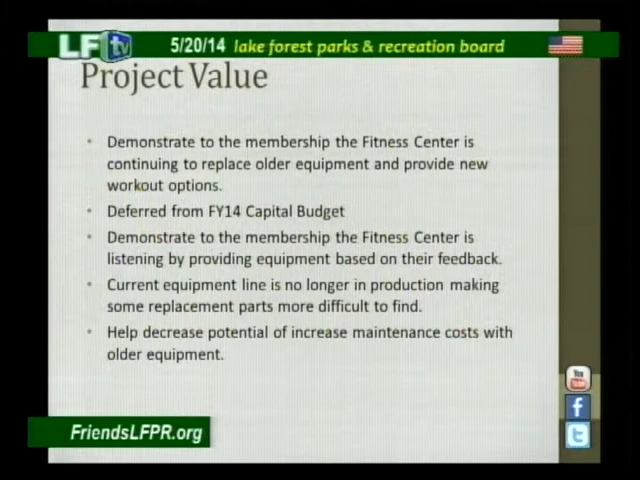 LFtv 5/20/14 lake forest parks & recreation board
Project Value
• Demonstrate to the membership the Fitness Center is
continuing to replace older equipment and provide new
workout options.
• Deferred from FY14 Capital Budget
• Demonstrate to the membership the Fitness Center is
listening by providing equipment based on their feedback.
• Current equipment line is no longer in production making
some replacement parts more difficult to find.
• Help decrease potential of increase maintenance costs with
older equipment.
You
Tube
f
t
FriendsLFPR.org